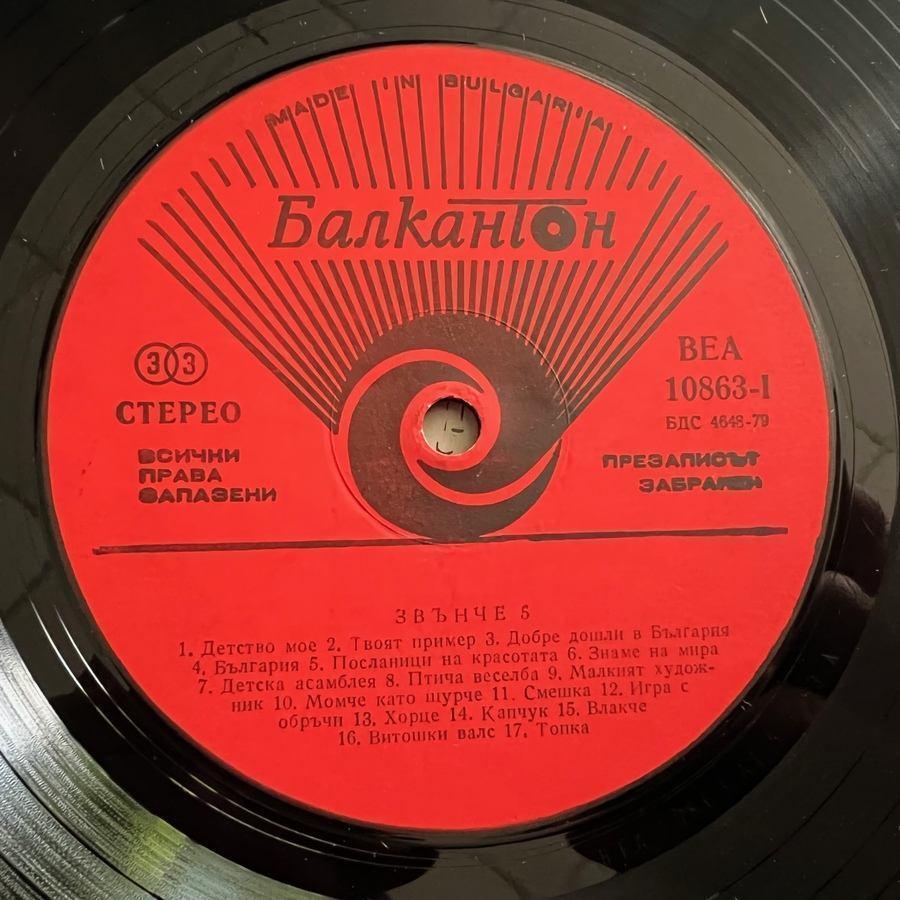 MADE IN BULGARIA
Балкантон
33
СТЕРЕО
ВСИЧКИ
ПРАВА
ЗАПАЗЕНИ
ВЕА
10863-I
БДС 4648-79
ПРЕЗАПИСЪТ
ЗАБРАНЕН
ЗВЪНЧЕ 5
1. Детство мое 2. Твоят пример 3. Добре дошли в България
4. България 5. Посланици на красотата 6. Знаме на мира
7. Детска асамблея 8. Птича веселба 9. Малкият худож-
ник 10. Момче като щурче 11. Смешка 12. Игра с
обръчи 13. Хорце 14. Капчук 15. Влакче
16. Витошки валс 17. Топка